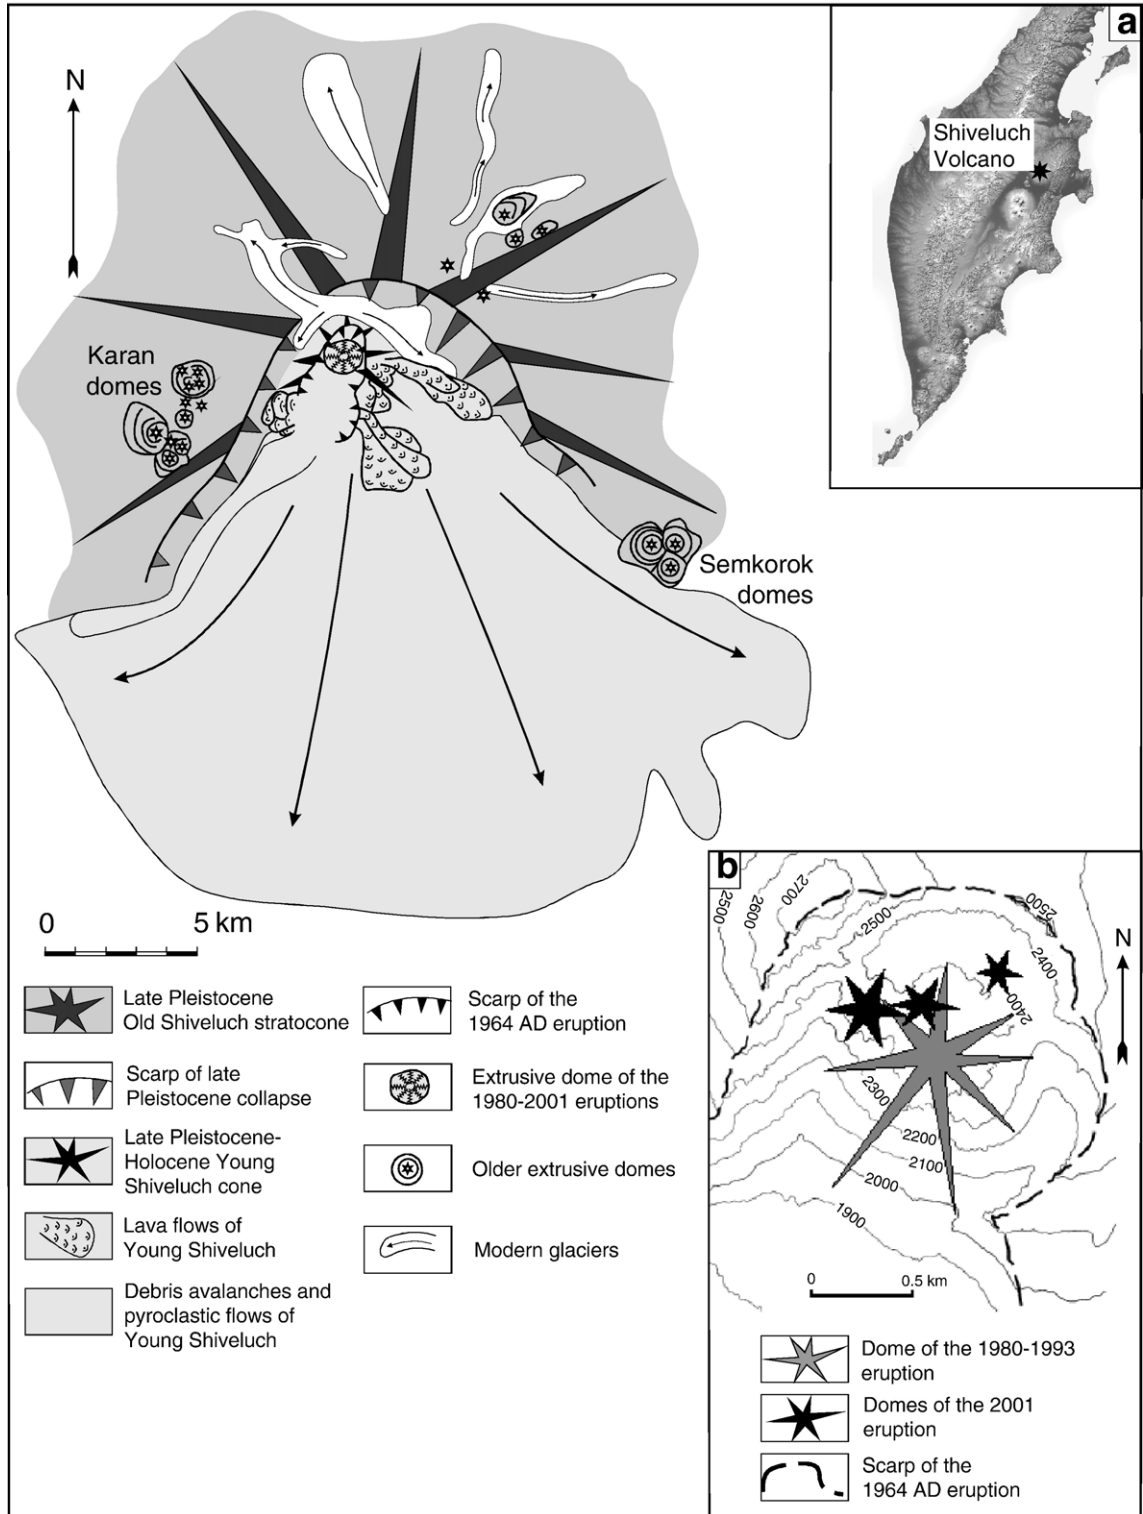 N
Karan
domes
Semkorok
domes
0 5 km
Late Pleistocene
Old Shiveluch stratocone
Scarp of late
Pleistocene collapse
Late Pleistocene-
Holocene Young
Shiveluch cone
Lava flows of
Young Shiveluch
Debris avalanches and
pyroclastic flows of
Young Shiveluch
Scarp of the
1964 AD eruption
Extrusive dome of the
1980-2001 eruptions
Older extrusive domes
Modern glaciers
a
Shiveluch
Volcano
b
2500
2600
2700
2500
2500
2400
2400
N
2300
2200
2100
2000
1900
0 0.5 km
Dome of the 1980-1993
eruption
Domes of the 2001
eruption
Scarp of the
1964 AD eruption